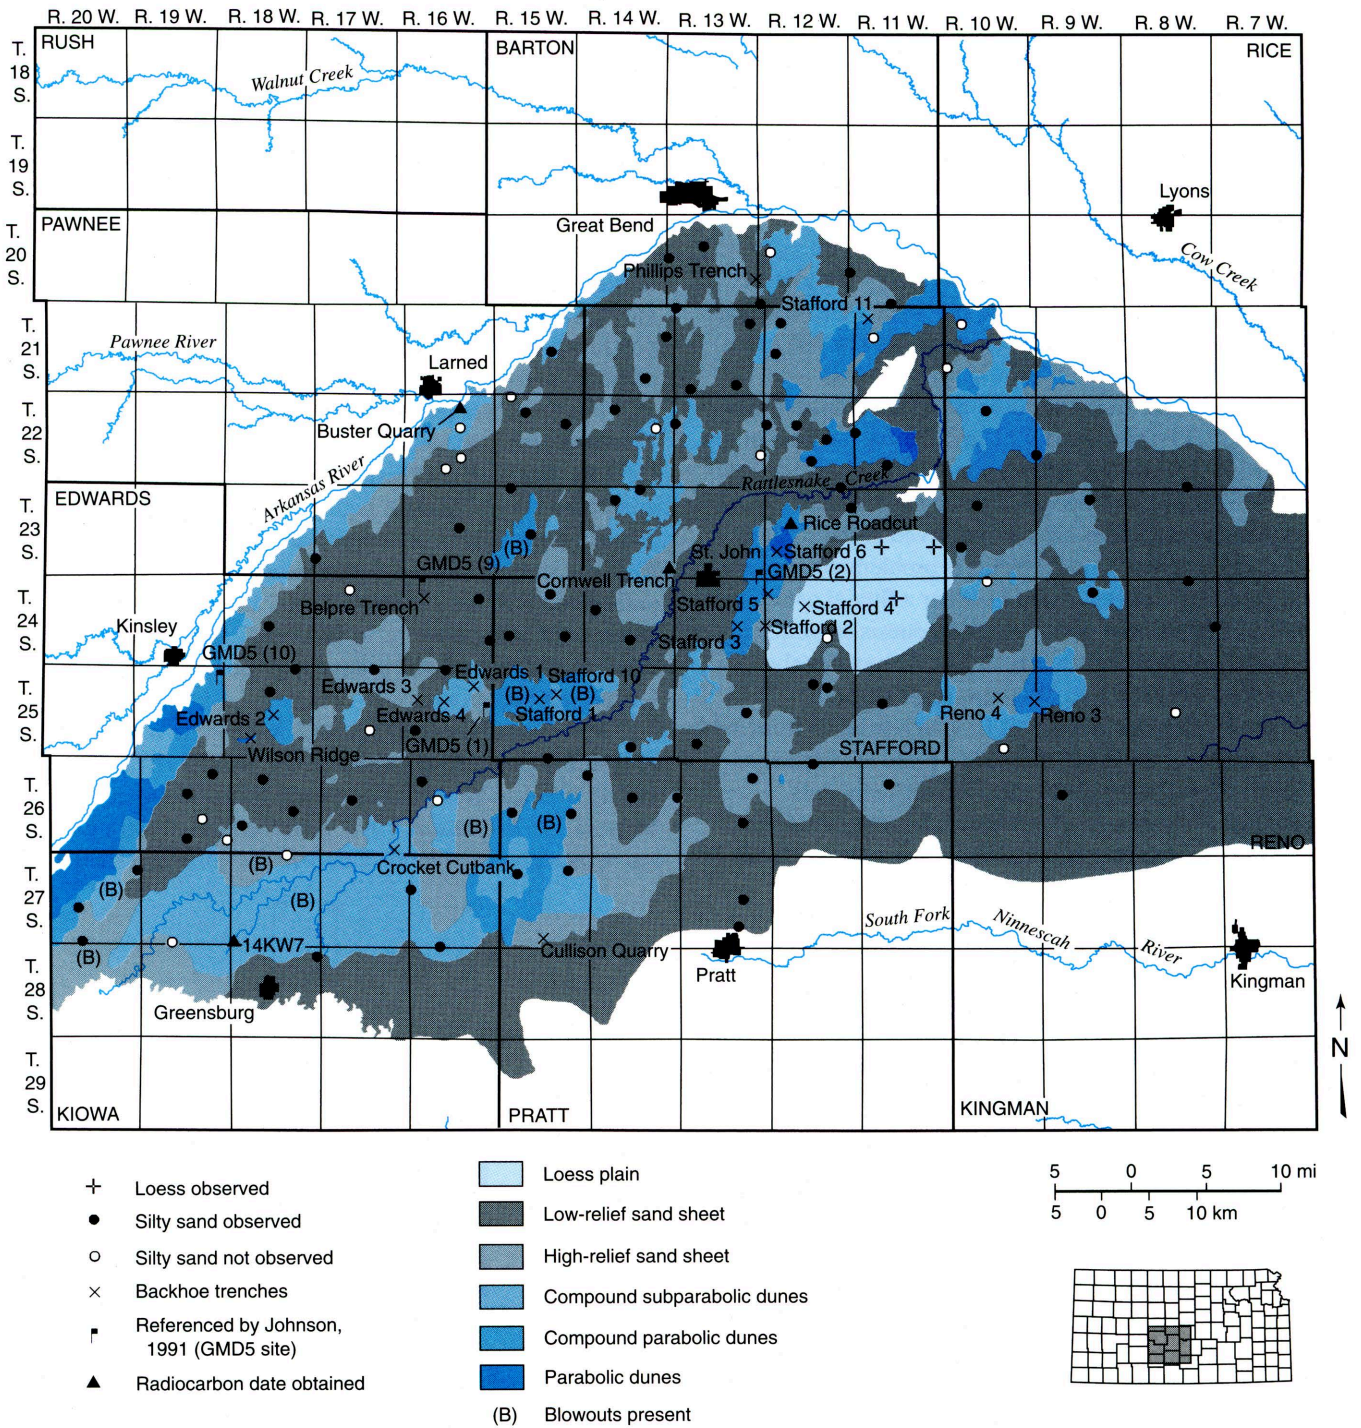 R. 20 W. R. 19 W. R. 18 W. R. 17 W. R. 16 W. R. 15 W. R. 14 W. R. 13 W. R. 12 W. R. 11 W. R. 10 W. R. 9 W. R. 8 W. R. 7 W.
T.
18
S.
RUSH
BARTON
RICE
Walnut Creek
T.
19
S.
Lyons
T.
20
S.
PAWNEE
Great Bend
Cow Creek
Phillips Trench
Stafford 11
T.
21
S.
Pawnee River
Larned
T.
22
S.
Buster Quarry
Arkansas River
Rattlesnake Creek
EDWARDS
T.
23
S.
Rice Roadcut
(B)
St. John
Stafford 6
GMD5 (9)
GMD5 (2)
Cornwell Trench
T.
24
S.
Belpre Trench
Stafford 5
Stafford 4
Kinsley
Stafford 3
Stafford 2
GMD5 (10)
Edwards 1
Stafford 10
T.
25
S.
Edwards 3
(B)
(B)
Edwards 2
Edwards 4
Stafford 1
Reno 4
Reno 3
GMD5 (1)
STAFFORD
Wilson Ridge
T.
26
S.
(B)
(B)
RENO
(B)
Crocket Cutbank
T.
27
S.
(B)
(B)
South Fork Ninnescah River
14KW7
Cullison Quarry
(B)
T.
28
S.
Pratt
Kingman
Greensburg
N
T.
29
S.
KIOWA
PRATT
KINGMAN
Loess observed
Silty sand observed
Silty sand not observed
Backhoe trenches
Referenced by Johnson,
1991 (GMD5 site)
Radiocarbon date obtained
Loess plain
Low-relief sand sheet
High-relief sand sheet
Compound subparabolic dunes
Compound parabolic dunes
Parabolic dunes
(B) Blowouts present
5 0 5 10 mi
5 0 5 10 km